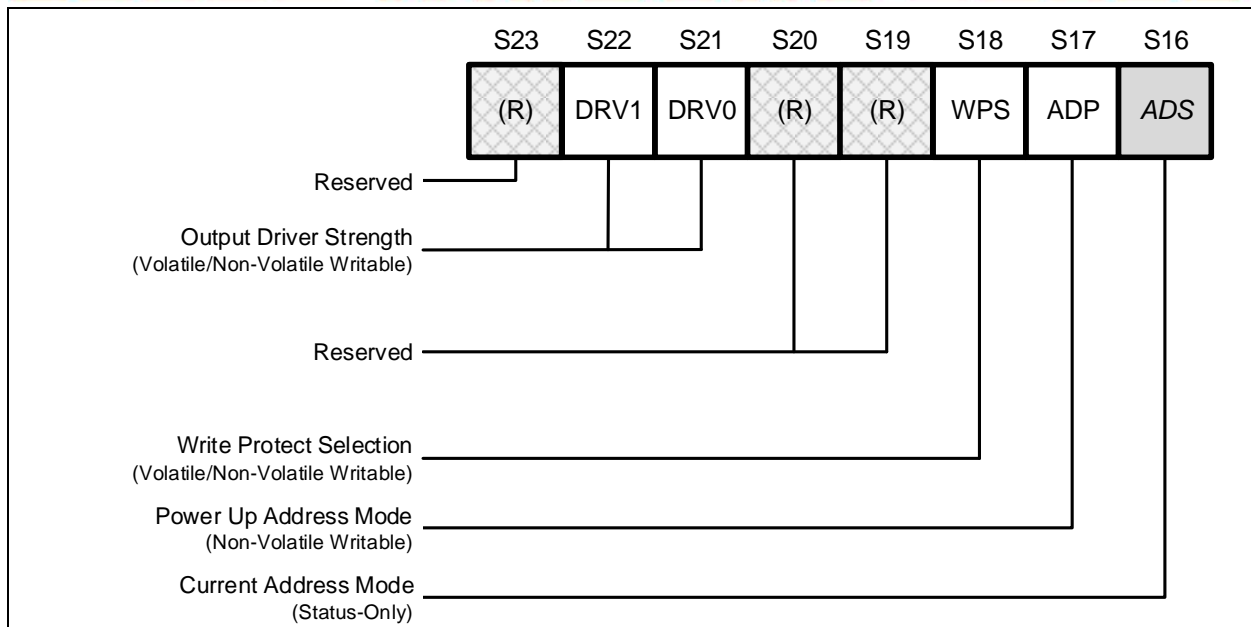 S23 S22 S21 S20 S19 S18 S17 S16
(R) DRV1 DRV0 (R) (R) WPS ADP ADS
Reserved
Output Driver Strength
(Volatile/Non-Volatile Writable)
Reserved
Write Protect Selection
(Volatile/Non-Volatile Writable)
Power Up Address Mode
(Non-Volatile Writable)
Current Address Mode
(Status-Only)